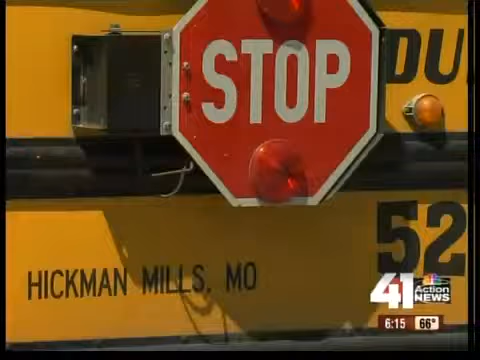 STOP
DU
52
HICKMAN MILLS, MO
41 Action
NEWS
6:15 66°